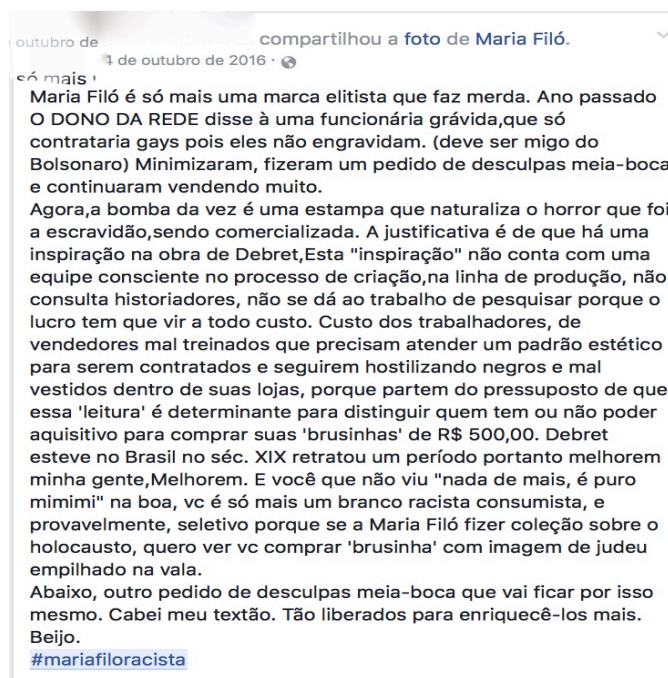 outubro de
compartilhou a foto de Maria Filó.
de outubro de 2016 ·
só mais
Maria Filó é só mais uma marca elitista que faz merda. Ano passado
O DONO DA REDE disse à uma funcionária grávida,que só
contrataria gays pois eles não engravidam. (deve ser migo do
Bolsonaro) Minimizaram, fizeram um pedido de desculpas meia-boca
e continuaram vendendo muito.
Agora,a bomba da vez é uma estampa que naturaliza o horror que foi
a escravidão,sendo comercializada. A justificativa é de que há uma
inspiração na obra de Debret,Esta "inspiração" não conta com uma
equipe consciente no processo de criação,na linha de produção, não
consulta historiadores, não se dá ao trabalho de pesquisar porque o
lucro tem que vir a todo custo. Custo dos trabalhadores, de
vendedores mal treinados que precisam atender um padrão estético
para serem contratados e seguirem hostilizando negros e mal
vestidos dentro de suas lojas, porque partem do pressuposto de que
essa 'leitura' é determinante para distinguir quem tem ou não poder
aquisitivo para comprar suas 'brusinhas' de R$ 500,00. Debret
esteve no Brasil no séc. XIX retratou um período portanto melhorem
minha gente,Melhorem. E você que não viu "nada de mais, é puro
mimimi" na boa, vc é só mais um branco racista consumista, e
provavelmente, seletivo porque se a Maria Filó fizer coleção sobre o
holocausto, quero ver vc comprar 'brusinha' com imagem de judeu
empilhado na vala.
Abaixo, outro pedido de desculpas meia-boca que vai ficar por isso
mesmo. Cabei meu textão. Tão liberados para enriquecê-los mais.
Beijo.
#mariafiloracista